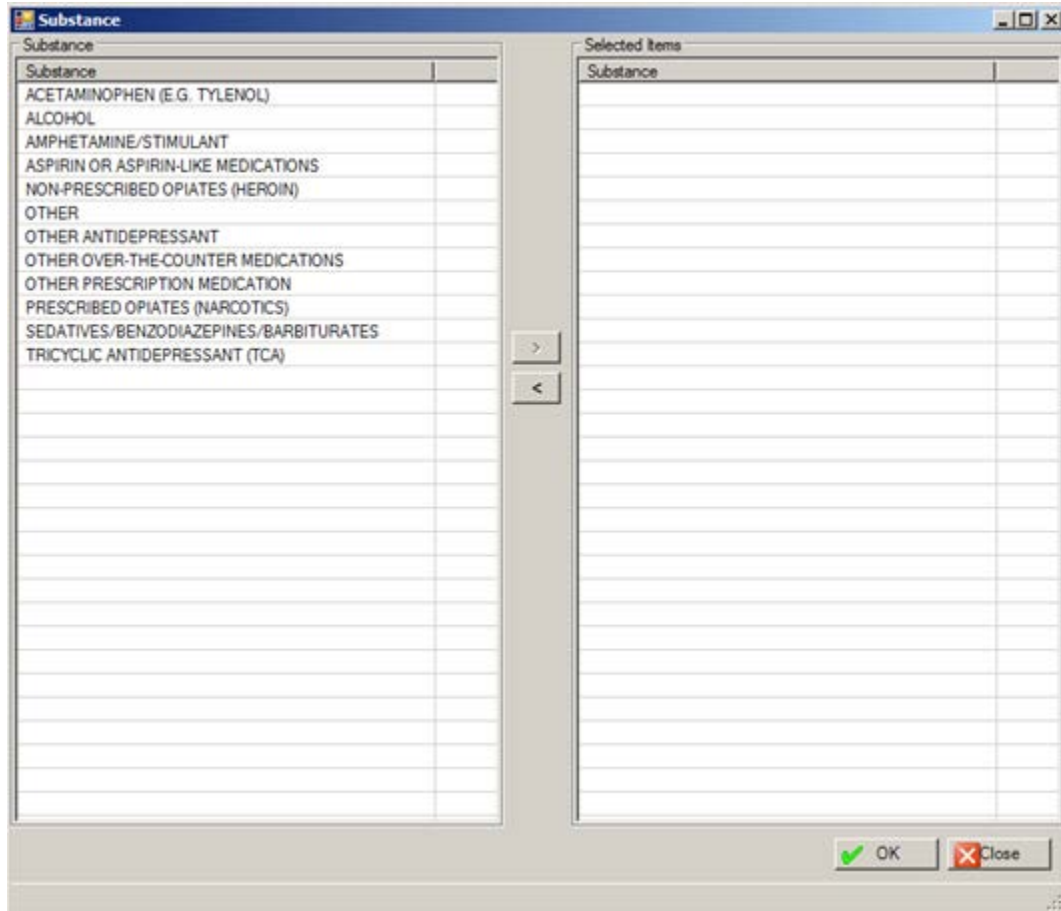 Substance
Substance
Substance
ACETAMINOPHEN (E.G. TYLENOL)
ALCOHOL
AMPHETAMINE/STIMULANT
ASPIRIN OR ASPIRIN-LIKE MEDICATIONS
NON-PRESCRIBED OPIATES (HEROIN)
OTHER
OTHER ANTIDEPRESSANT
OTHER OVER-THE-COUNTER MEDICATIONS
OTHER PRESCRIPTION MEDICATION
PRESCRIBED OPIATES (NARCOTICS)
SEDATIVES/BENZODIAZEPINES/BARBITURATES
TRICYCLIC ANTIDEPRESSANT (TCA)
>
<
Selected Items
Substance
OK
Close